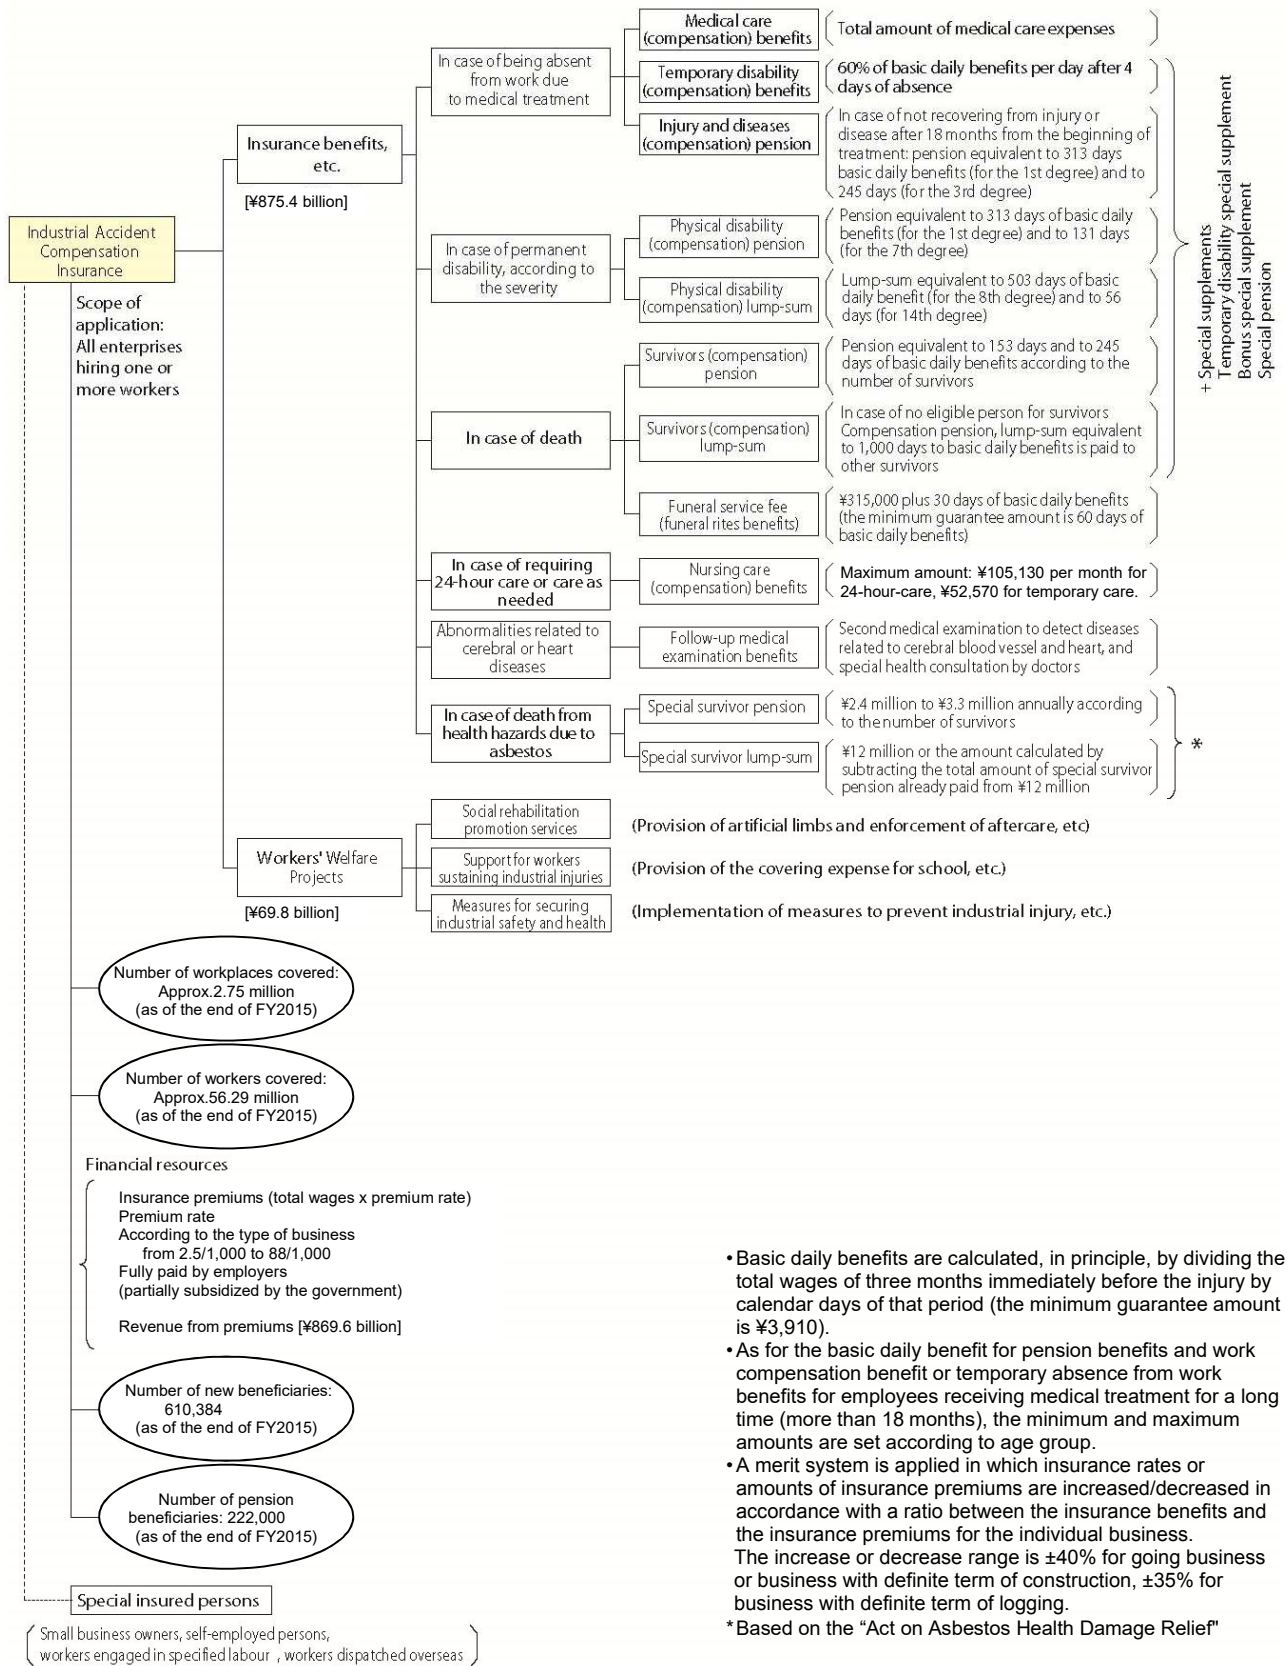 Industrial Accident
Compensation
Insurance
Scope of
application:
All enterprises
hiring one or
more workers
Insurance benefits,
etc.
[¥875.4 billion]
In case of being absent
from work due
to medical treatment
Medical care
(compensation) benefits
Total amount of medical care expenses
Temporary disability
(compensation) benefits
60% of basic daily benefits per day after 4
days of absence
Injury and diseases
(compensation) pension
In case of not recovering from injury or
disease after 18 months from the beginning of
treatment: pension equivalent to 313 days
basic daily benefits (for the 1st degree) and to
245 days (for the 3rd degree)
In case of permanent
disability, according to
the severity
Physical disability
(compensation) pension
Pension equivalent to 313 days of basic daily
benefits (for the 1st degree) and to 131 days
(for the 7th degree)
Physical disability
(compensation) lump-sum
Lump-sum equivalent to 503 days of basic
daily benefit (for the 8th degree) and to 56
days (for 14th degree)
In case of death
Survivors (compensation)
pension
Pension equivalent to 153 days and to 245
days of basic daily benefits according to the
number of survivors
Survivors (compensation)
lump-sum
In case of no eligible person for survivors
Compensation pension, lump-sum equivalent
to 1,000 days to basic daily benefits is paid to
other survivors
Funeral service fee
(funeral rites benefits)
¥315,000 plus 30 days of basic daily benefits
(the minimum guarantee amount is 60 days of
basic daily benefits)
+ Special supplements
Temporary disability special supplement
Bonus special supplement
Special pension
In case of requiring
24-hour care or care as
needed
Nursing care
(compensation) benefits
Maximum amount: ¥105,130 per month for
24-hour-care, ¥52,570 for temporary care.
Abnormalities related to
cerebral or heart
diseases
Follow-up medical
examination benefits
Second medical examination to detect diseases
related to cerebral blood vessel and heart, and
special health consultation by doctors
In case of death from
health hazards due to
asbestos
Special survivor pension
¥2.4 million to ¥3.3 million annually according
to the number of survivors
Special survivor lump-sum
¥12 million or the amount calculated by
subtracting the total amount of special survivor
pension already paid from ¥12 million
*
Workers' Welfare
Projects
[¥69.8 billion]
Social rehabilitation
promotion services
(Provision of artificial limbs and enforcement of aftercare, etc)
Support for workers
sustaining industrial injuries
(Provision of the covering expense for school, etc.)
Measures for securing
industrial safety and health
(Implementation of measures to prevent industrial injury, etc.)
Number of workplaces covered:
Approx.2.75 million
(as of the end of FY2015)
Number of workers covered:
Approx.56.29 million
(as of the end of FY2015)
Financial resources
Insurance premiums (total wages x premium rate)
Premium rate
According to the type of business
from 2.5/1,000 to 88/1,000
Fully paid by employers
(partially subsidized by the government)
Revenue from premiums [¥869.6 billion]
Number of new beneficiaries:
610,384
(as of the end of FY2015)
Number of pension
beneficiaries: 222,000
(as of the end of FY2015)
Special insured persons
Small business owners, self-employed persons,
workers engaged in specified labour , workers dispatched overseas
• Basic daily benefits are calculated, in principle, by dividing the
total wages of three months immediately before the injury by
calendar days of that period (the minimum guarantee amount
is ¥3,910).
• As for the basic daily benefit for pension benefits and work
compensation benefit or temporary absence from work
benefits for employees receiving medical treatment for a long
time (more than 18 months), the minimum and maximum
amounts are set according to age group.
• A merit system is applied in which insurance rates or
amounts of insurance premiums are increased/decreased in
accordance with a ratio between the insurance benefits and
the insurance premiums for the individual business.
The increase or decrease range is ±40% for going business
or business with definite term of construction, ±35% for
business with definite term of logging.
* Based on the “Act on Asbestos Health Damage Relief"